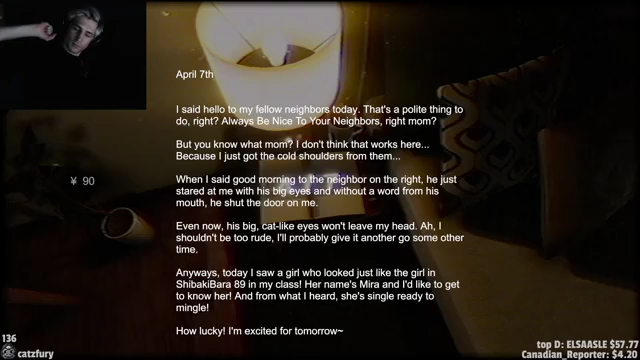 April 7th
I said hello to my fellow neighbors today. That's a polite thing to
do, right? Always Be Nice To Your Neighbors, right mom?
But you know what mom? I don't think that works here...
Because I just got the cold shoulders from them...
When I said good morning to the neighbor on the right, he just
stared at me with his big eyes and without a word from his
mouth, he shut the door on me.
Even now, his big, cat-like eyes won't leave my head. Ah, I
shouldn't be too rude, I'll probably give it another go some other
time.
Anyways, today I saw a girl who looked just like the girl in
ShibakiBara 89 in my class! Her name's Mira and I'd like to get
to know her! And from what I heard, she's single ready to
mingle!
How lucky! I'm excited for tomorrow~
¥ 90
136
catzfury
top D: ELSAASLE $57.77
Canadian_Reporter: $4.20